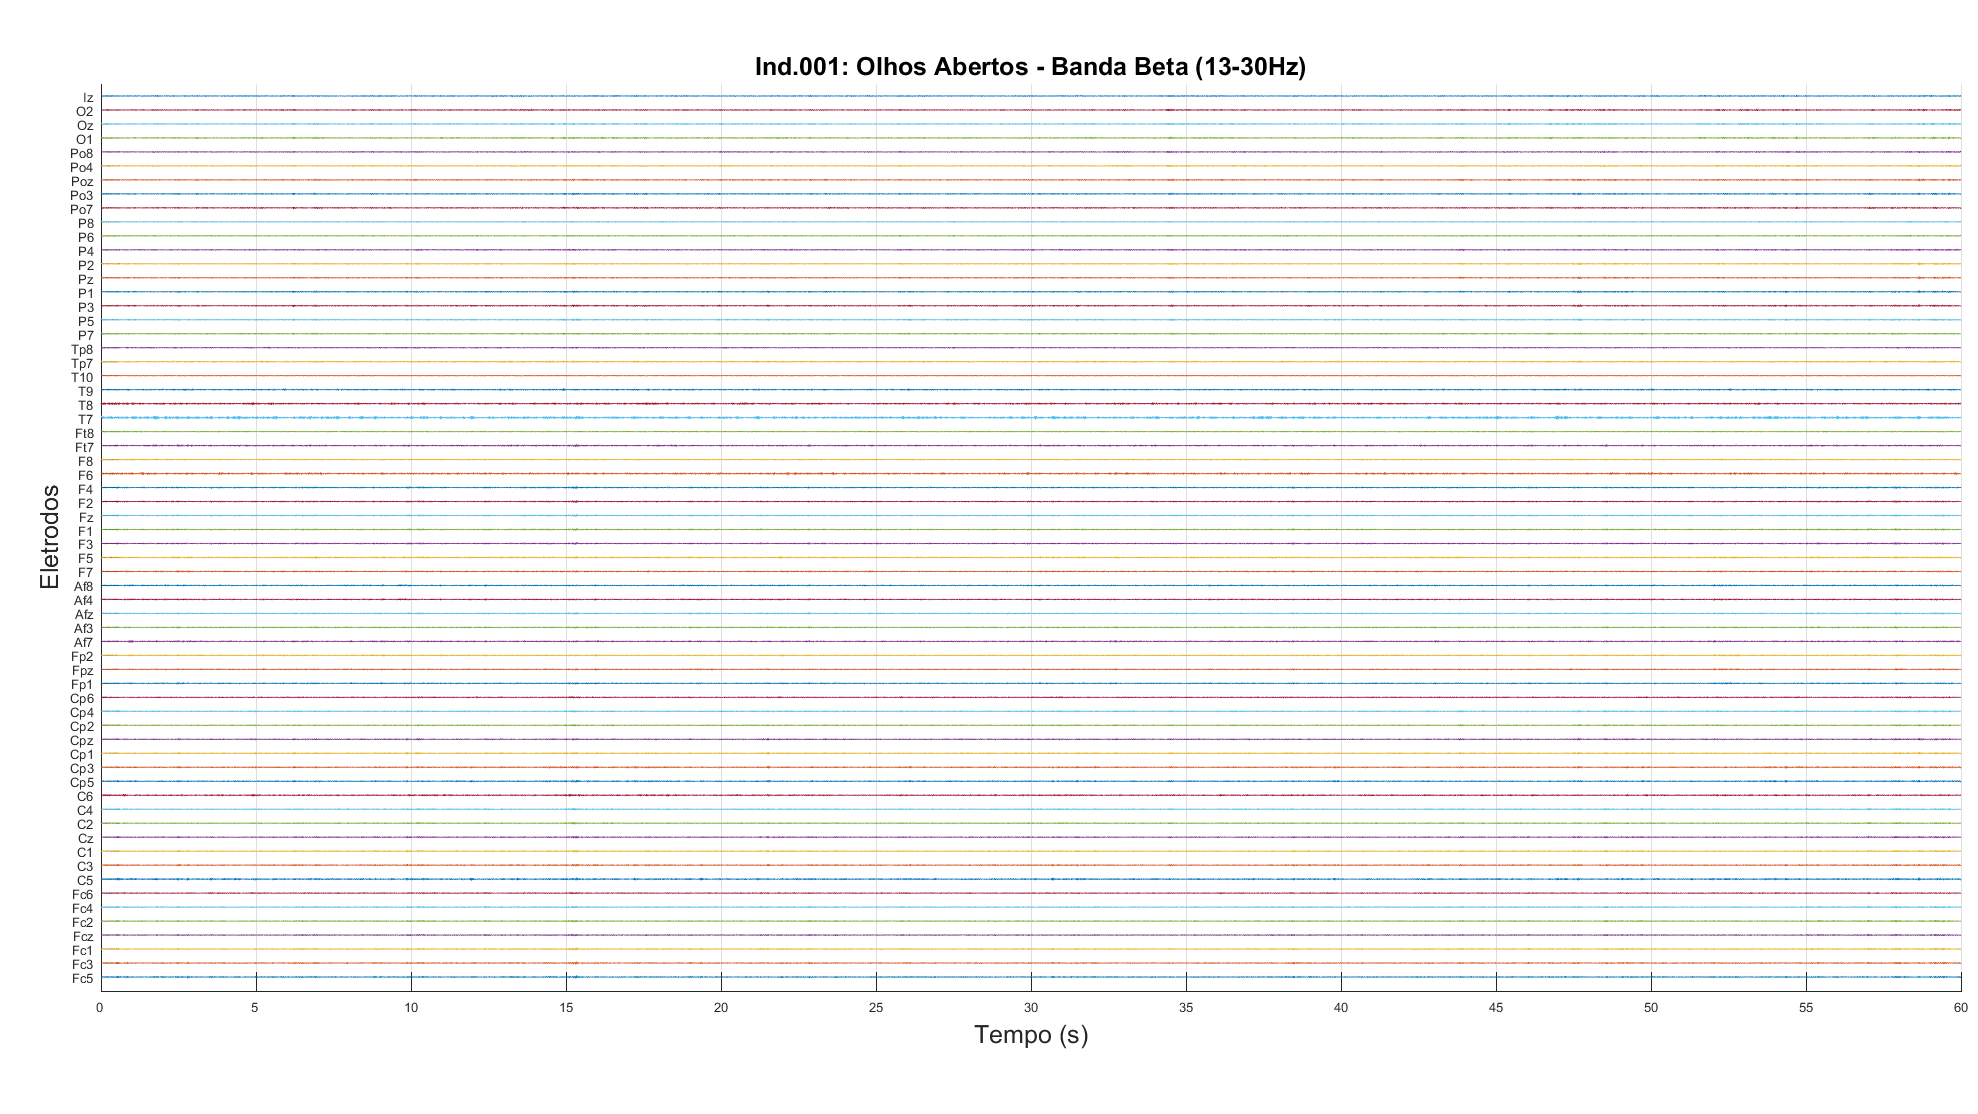 Ind.001: Olhos Abertos - Banda Beta (13-30Hz)
Iz
O2
Oz
O1
Po8
Po4
Poz
Po3
Po7
P8
P6
P4
P2
Pz
P1
P3
P5
P7
Tp8
Tp7
T10
T9
T8
T7
Ft8
Ft7
F8
F6
F4
F2
Fz
F1
F3
F5
F7
Af8
Af4
Afz
Af3
Af7
Fp2
Fpz
Fp1
Cp6
Cp4
Cp2
Cpz
Cp1
Cp3
Cp5
C6
C4
C2
Cz
C1
C3
C5
Fc6
Fc4
Fc2
Fcz
Fc1
Fc3
Fc5
Eletrodos
0 5 10 15 20 25 30 35 40 45 50 55 60
Tempo (s)